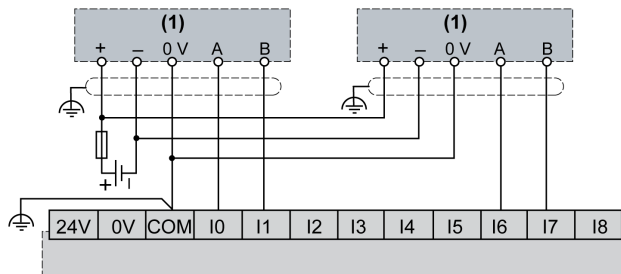 (1) (1)
+ – 0 V A B + – 0 V A B
+
24V 0V COM I0 I1 I2 I3 I4 I5 I6 I7 I8